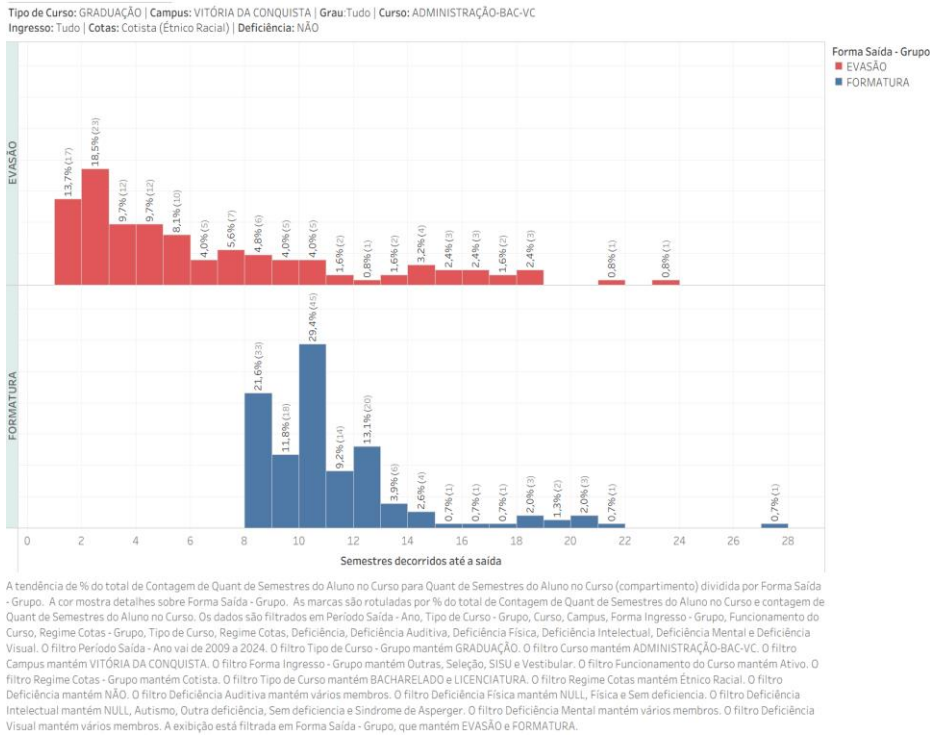 Tipo de Curso: GRADUAÇÃO | Campus: VITÓRIA DA CONQUISTA | Grau:Tudo | Curso: ADMINISTRAÇÃO-BAC-VC
Ingresso: Tudo | Cotas: Cotista (Étnico Racial) | Deficiência: NÃO
Forma Saída - Grupo
EVASÃO
FORMATURA
EVASÃO
13,7% (17)
18,5% (23)
9,7% (12)
9,7% (12)
8,1% (10)
4,0% (5)
5,6% (7)
4,8% (6)
4,0% (5)
4,0% (5)
1,6% (2)
0,8% (1)
1,6% (2)
3,2% (4)
2,4% (3)
2,4% (3)
1,6% (2)
2,4% (3)
0,8% (1)
0,8% (1)
FORMATURA
21,6% (33)
11,8% (18)
29,4% (45)
9,2% (14)
13,1% (20)
3,9% (6)
2,6% (4)
0,7% (1)
0,7% (1)
0,7% (1)
2,0% (3)
1,3% (2)
2,0% (3)
0,7% (1)
0,7% (1)
0 2 4 6 8 10 12 14 16 18 20 22 24 26 28
Semestres decorridos até a saída
A tendência de % do total de Contagem de Quant de Semestres do Aluno no Curso para Quant de Semestres do Aluno no Curso (compartimento) dividida por Forma Saída
- Grupo. A cor mostra detalhes sobre Forma Saída - Grupo. As marcas são rotuladas por % do total de Contagem de Quant de Semestres do Aluno no Curso e contagem de
Quant de Semestres do Aluno no Curso. Os dados são filtrados em Período Saída - Ano, Tipo de Curso - Grupo, Curso, Campus, Forma Ingresso - Grupo, Funcionamento do
Curso, Regime Cotas - Grupo, Tipo de Curso, Regime Cotas, Deficiência, Deficiência Auditiva, Deficiência Física, Deficiência Intelectual, Deficiência Mental e Deficiência
Visual. O filtro Período Saída - Ano vai de 2009 a 2024. O filtro Tipo de Curso - Grupo mantém GRADUAÇÃO. O filtro Curso mantém ADMINISTRAÇÃO-BAC-VC. O filtro
Campus mantém VITÓRIA DA CONQUISTA. O filtro Forma Ingresso - Grupo mantém Outras, Seleção, SISU e Vestibular. O filtro Funcionamento do Curso mantém Ativo. O
filtro Regime Cotas - Grupo mantém Cotista. O filtro Tipo de Curso mantém BACHARELADO e LICENCIATURA. O filtro Regime Cotas mantém Étnico Racial. O filtro
Deficiência mantém NÃO. O filtro Deficiência Auditiva mantém vários membros. O filtro Deficiência Física mantém NULL, Física e Sem deficiencia. O filtro Deficiência
Intelectual mantém NULL, Autismo, Outra deficiência, Sem deficiencia e Sindrome de Asperger. O filtro Deficiência Mental mantém vários membros. O filtro Deficiência
Visual mantém vários membros. A exibição está filtrada em Forma Saída - Grupo, que mantém EVASÃO e FORMATURA.